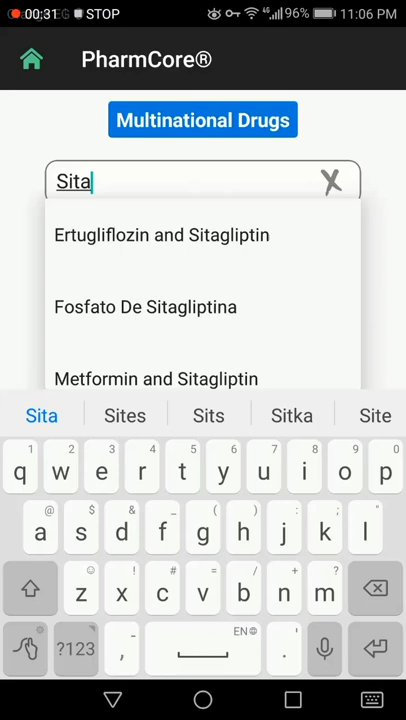 00:31 STOP 96% 11:06 PM
PharmCore®
Multinational Drugs
Sita
Ertugliflozin and Sitagliptin
Fosfato De Sitagliptina
Metformin and Sitagliptin
Sita Sites Sits Sitka Site
1 2 3 4 5 6 7 8 9 0
q w e r t y u i o p
@ $ & _ ( ) : ; "
a s d f g h j k l
! # = / + - ?
z x c v b n m
?123 , EN . '